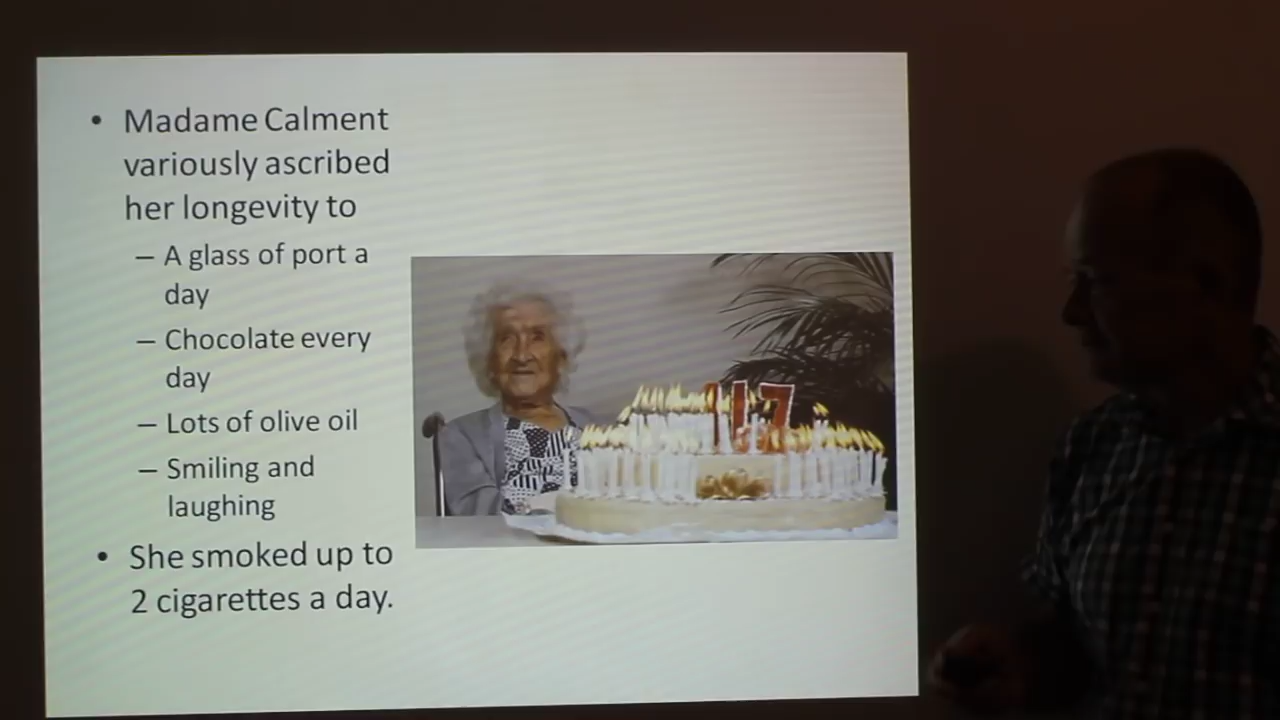 • Madame Calment
variously ascribed
her longevity to
– A glass of port a
day
– Chocolate every
day
– Lots of olive oil
– Smiling and
laughing
• She smoked up to
2 cigarettes a day.
117